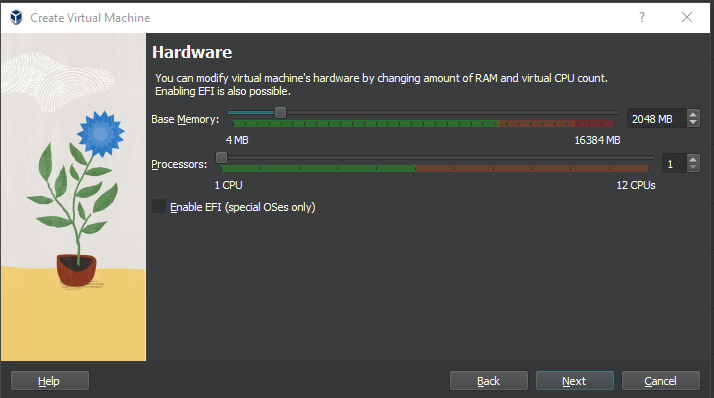 Create Virtual Machine
Hardware
You can modify virtual machine's hardware by changing amount of RAM and virtual CPU count.
Enabling EFI is also possible.
Base Memory:
2048 MB
4 MB
16384 MB
Processors:
1
1 CPU
12 CPUs
Enable EFI (special OSes only)
Help
Back
Next
Cancel